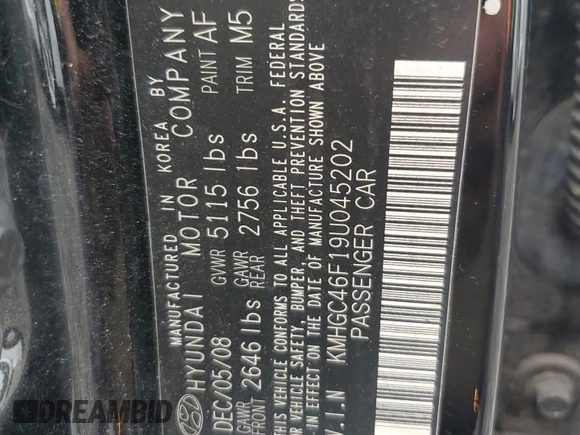 MANUFACTURED IN KOREA BY
HYUNDAI MOTOR COMPANY
DEC/05/08 GVWR 5115 lbs PAINT AF
GAWR FRONT 2646 lbs GAWR REAR 2756 lbs TRIM M5
THIS VEHICLE CONFORMS TO ALL APPLICABLE U.S.A. FEDERAL
VEHICLE SAFETY, BUMPER, AND THEFT PREVENTION STANDARDS
IN EFFECT ON THE DATE OF MANUFACTURE SHOWN ABOVE
V.I.N KMHGC46F19U045202
PASSENGER CAR
DREAMBID